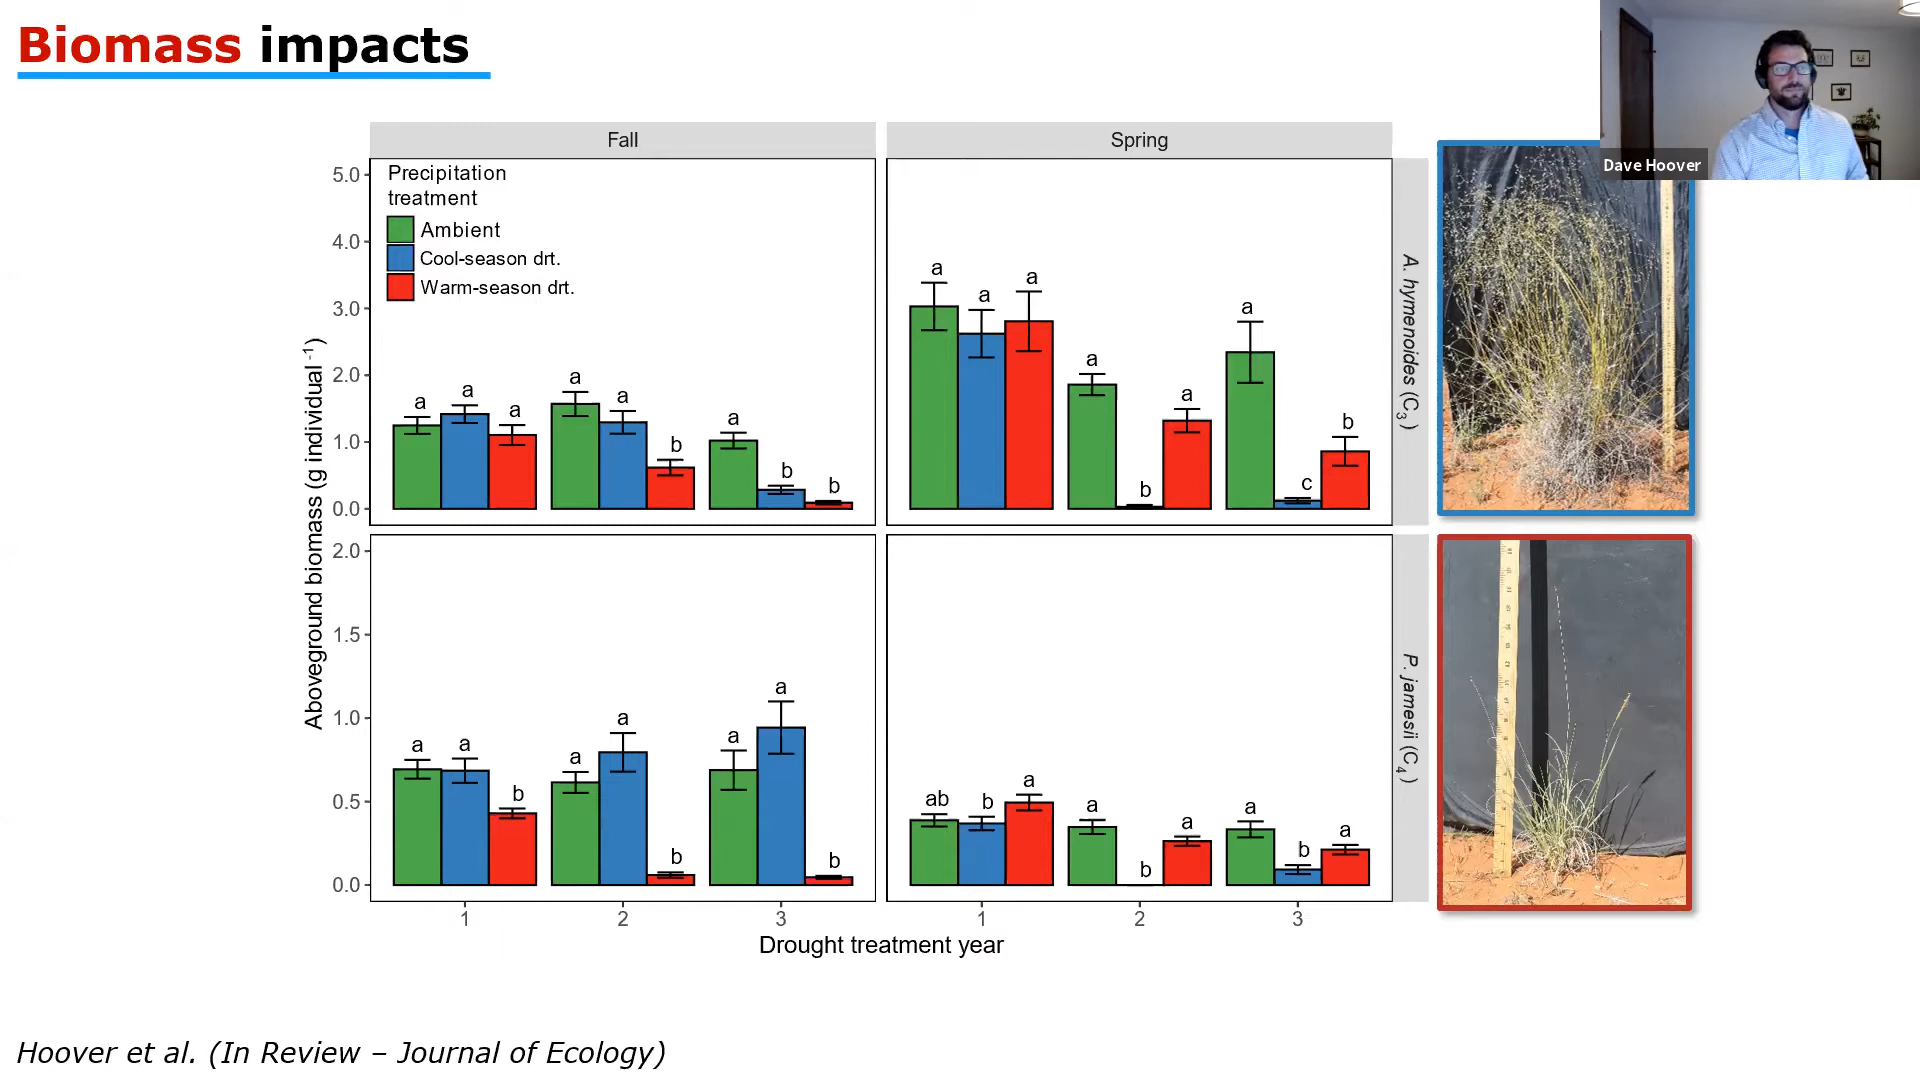 Biomass impacts
Dave Hoover
Fall
Spring
Precipitation
treatment
Ambient
Cool-season drt.
Warm-season drt.
Aboveground biomass (g individual⁻¹)
5.0
4.0
3.0
2.0
1.0
0.0
a
a
a
a
a
b
a
b
b
a
a
a
a
b
a
a
c
b
A. hymenoides (C₃)
2.0
1.5
1.0
0.5
0.0
a
a
b
a
a
b
a
a
b
ab
b
a
a
b
a
a
b
a
P. jamesii (C₄)
1
2
3
1
2
3
Drought treatment year
Hoover et al. (In Review – Journal of Ecology)